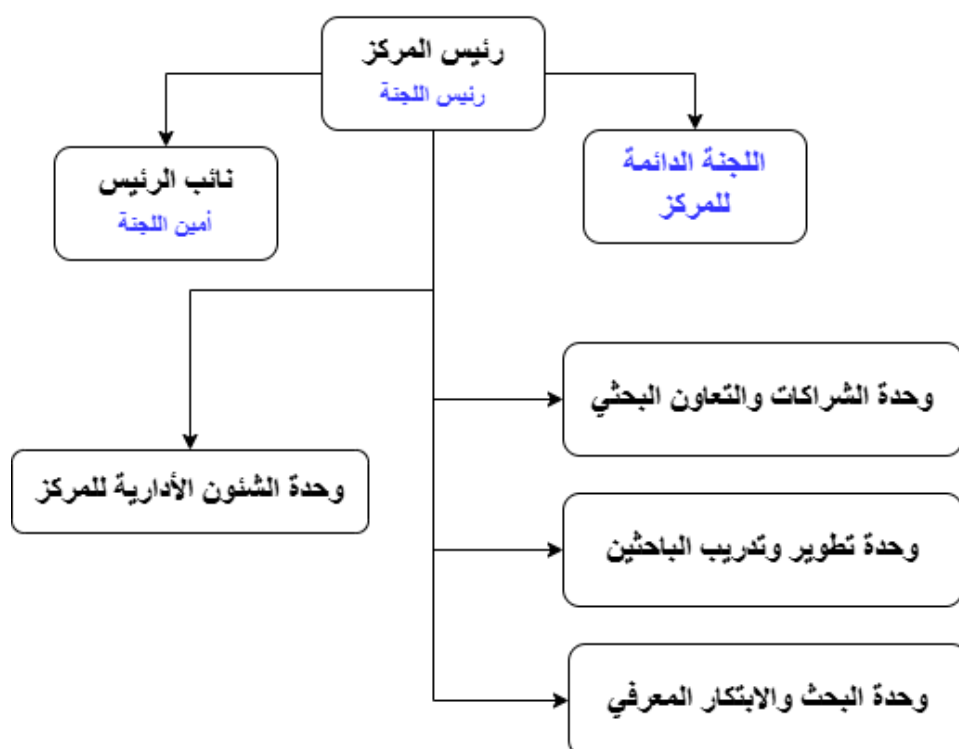 رئيس المركز
رئيس اللجنة
اللجنة الدائمة
للمركز
نائب الرئيس
أمين اللجنة
وحدة الشراكات والتعاون البحثي
وحدة الشئون الأدارية للمركز
وحدة تطوير وتدريب الباحثين
وحدة البحث والابتكار المعرفي